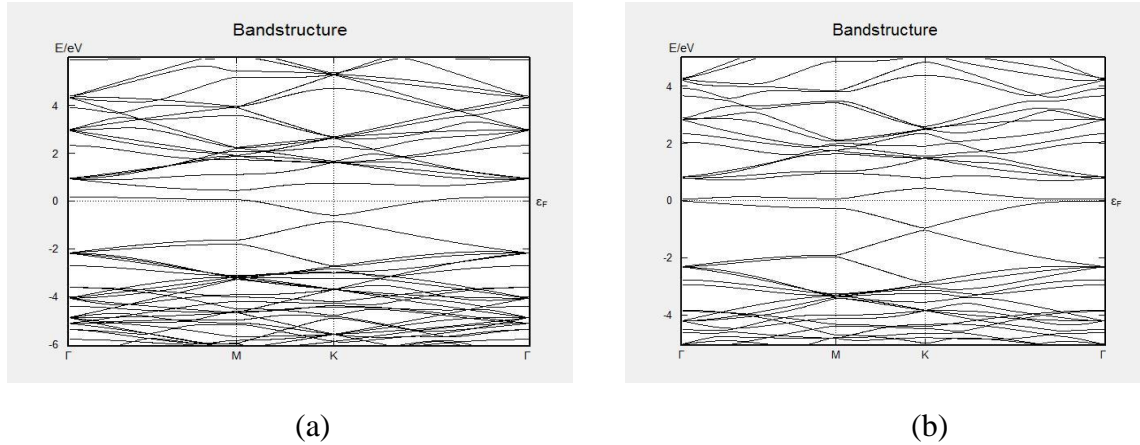 Bandstructure
E/eV
4
2
0
-2
-4
-6
εF
Γ
M
K
Γ
(a)
Bandstructure
E/eV
4
2
0
-2
-4
εF
Γ
M
K
Γ
(b)